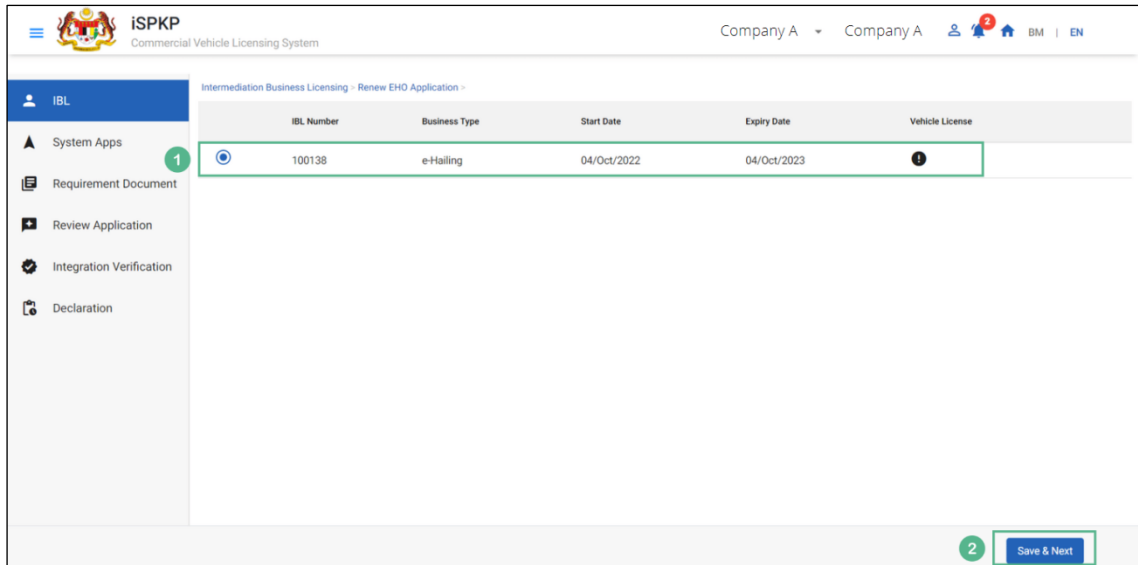 iSPKP
Commercial Vehicle Licensing System
Company A Company A 2 BM | EN
IBL
System Apps
Requirement Document
Review Application
Integration Verification
Declaration
Intermediation Business Licensing > Renew EHO Application >
IBL Number Business Type Start Date Expiry Date Vehicle License
1 100138 e-Hailing 04/Oct/2022 04/Oct/2023
2 Save & Next